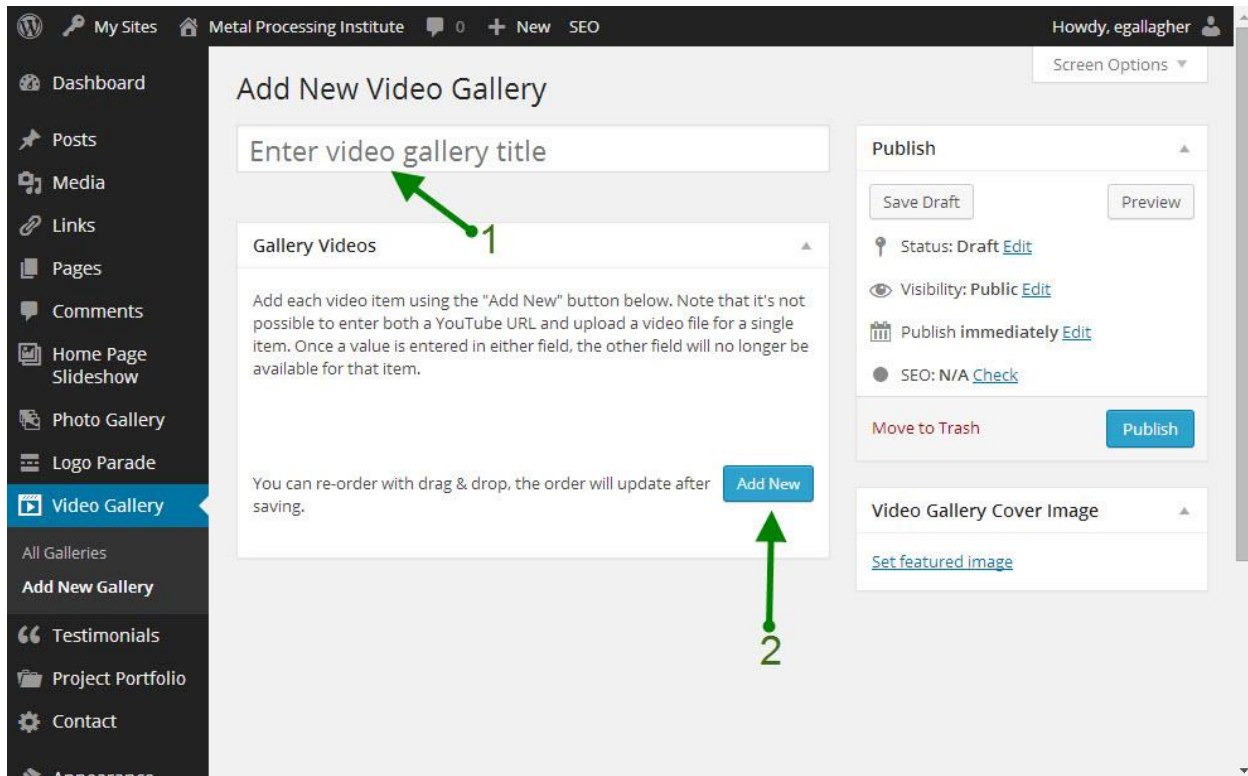 My Sites Metal Processing Institute 0 New SEO Howdy, egallagher
Screen Options
Dashboard
Posts
Media
Links
Pages
Comments
Home Page
Slideshow
Photo Gallery
Logo Parade
Video Gallery
All Galleries
Add New Gallery
Testimonials
Project Portfolio
Contact
Appearance
Add New Video Gallery
Enter video gallery title
1
Gallery Videos
Add each video item using the "Add New" button below. Note that it's not
possible to enter both a YouTube URL and upload a video file for a single
item. Once a value is entered in either field, the other field will no longer be
available for that item.
You can re-order with drag & drop, the order will update after
saving.
Add New
2
Publish
Save Draft Preview
Status: Draft Edit
Visibility: Public Edit
Publish immediately Edit
SEO: N/A Check
Move to Trash Publish
Video Gallery Cover Image
Set featured image